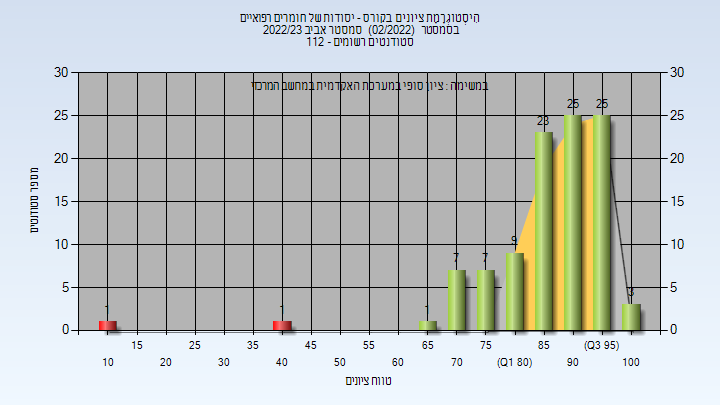 היסטוגרמת ציונים בקורס - יסודות של חומרים רפואיים
בסמסטר (02/2022) סמסטר אביב 2022/23
סטודנטים רשומים - 112
במשימה : ציון סופי במערכת האקדמית במחשב המרכזי
30 30
25 25
20 20
15 15
10 10
5 5
0 0
מספר סטודנטים
1 1 1 7 7 9 23 25 25 3
15 25 35 45 55 65 75 85 (Q3 95)
10 20 30 40 50 60 70 (Q1 80) 90 100
טווח ציונים